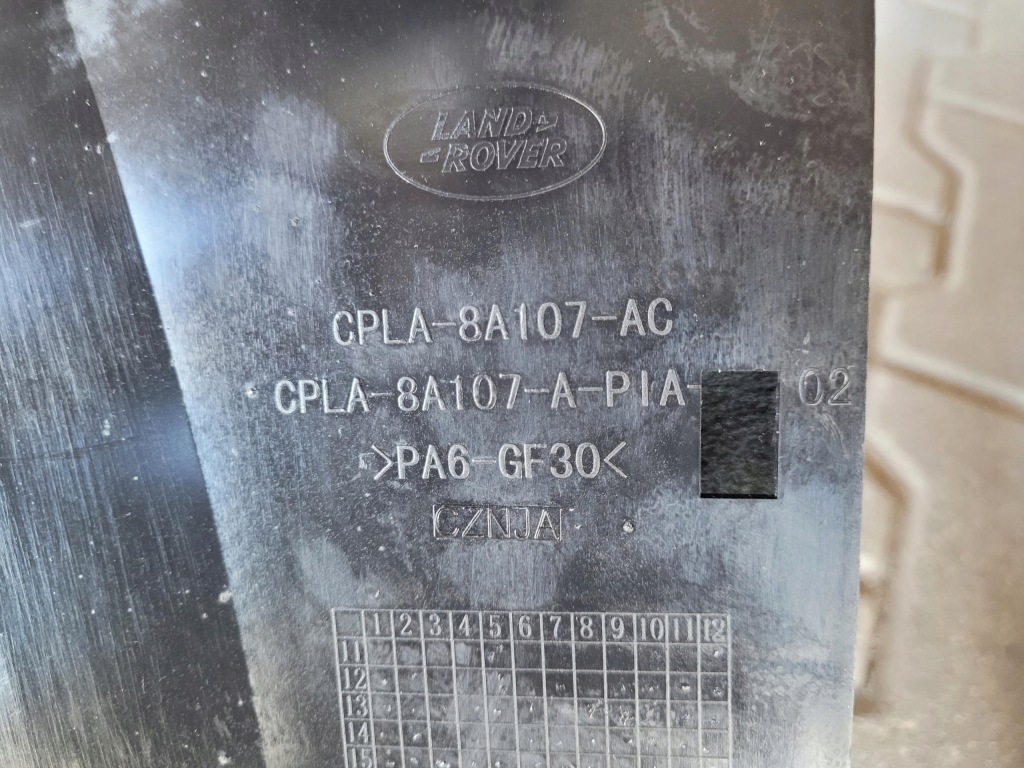 LAND
ROVER
CPLA-8A107-AC
CPLA-8A107-A-PIA- 02
>PA6-GF30<
CZNJA
1 2 3 4 5 6 7 8 9 10 11 12
11
12
13
14
15